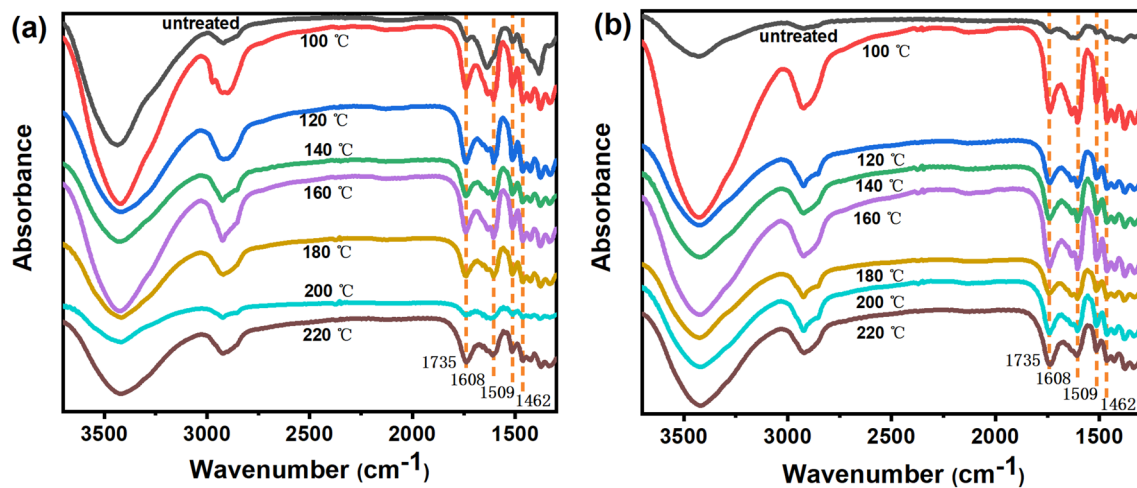 (a)
untreated
100 ℃
120 ℃
140 ℃
160 ℃
180 ℃
200 ℃
220 ℃
1735
1608
1509
1462
Absorbance
3500 3000 2500 2000 1500
Wavenumber (cm-1)
(b)
untreated
100 ℃
120 ℃
140 ℃
160 ℃
180 ℃
200 ℃
220 ℃
1735
1608
1509
1462
Absorbance
3500 3000 2500 2000 1500
Wavenumber (cm-1)